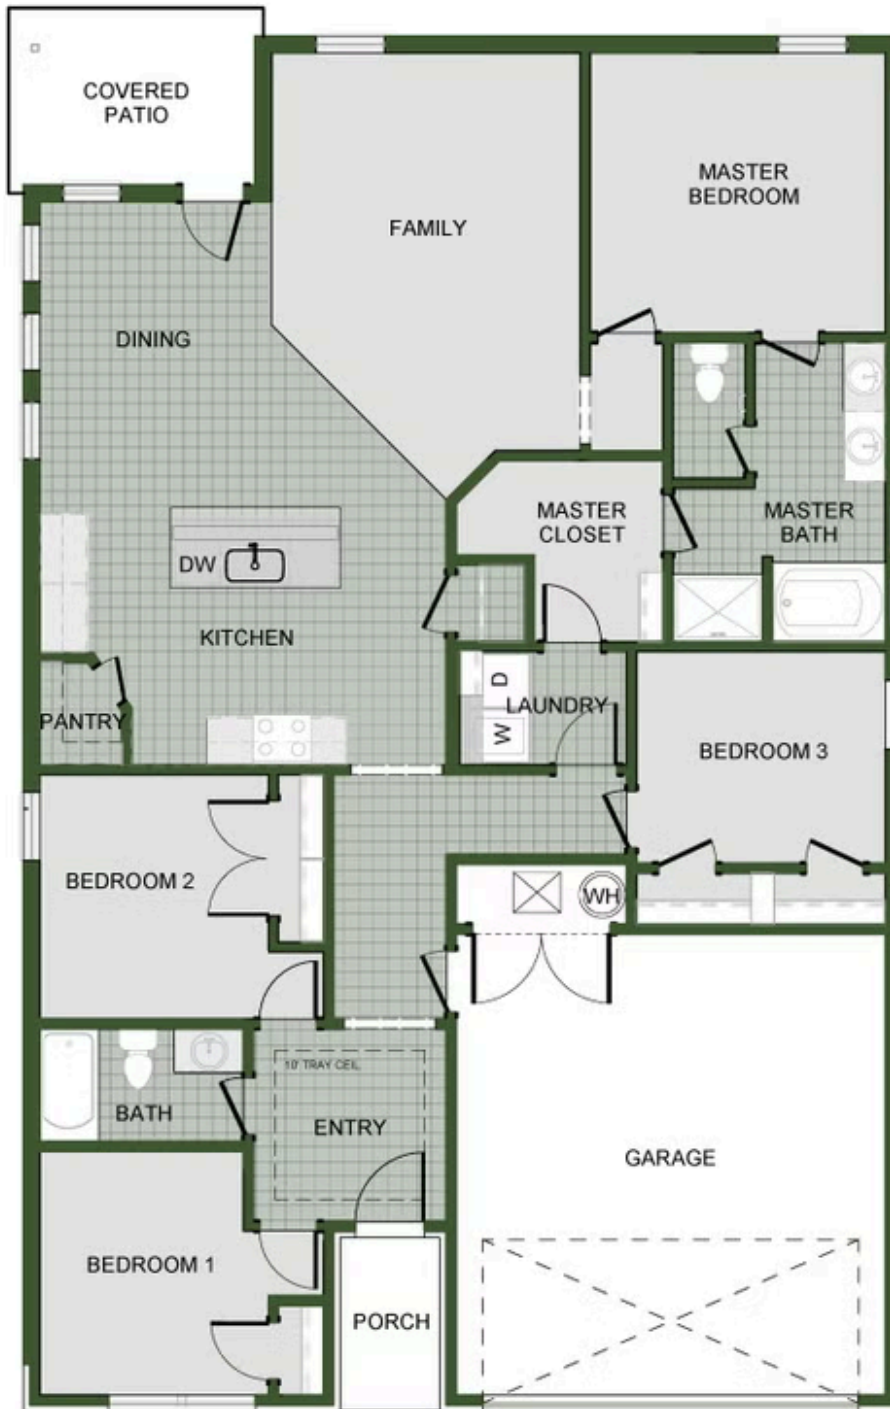 COVERED
PATIO
MASTER
BEDROOM
FAMILY
DINING
MASTER
CLOSET
MASTER
BATH
DW
KITCHEN
D
LAUNDRY
PANTRY
W
BEDROOM 3
BEDROOM 2
WH
10' TRAY CEIL
BATH
ENTRY
GARAGE
BEDROOM 1
PORCH